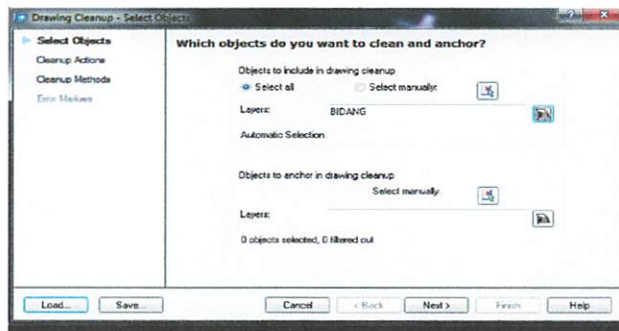 Drawing Cleanup - Select Objects
Select Objects
Cleanup Actions
Cleanup Methods
Error Markers
Which objects do you want to clean and anchor?
Objects to include in drawing cleanup
Select all Select manually:
Layers: BIDANG
Automatic Selection
Objects to anchor in drawing cleanup
Select manually:
Layers:
0 objects selected, 0 filtered out
Load... Save... Cancel < Back Next > Finish Help